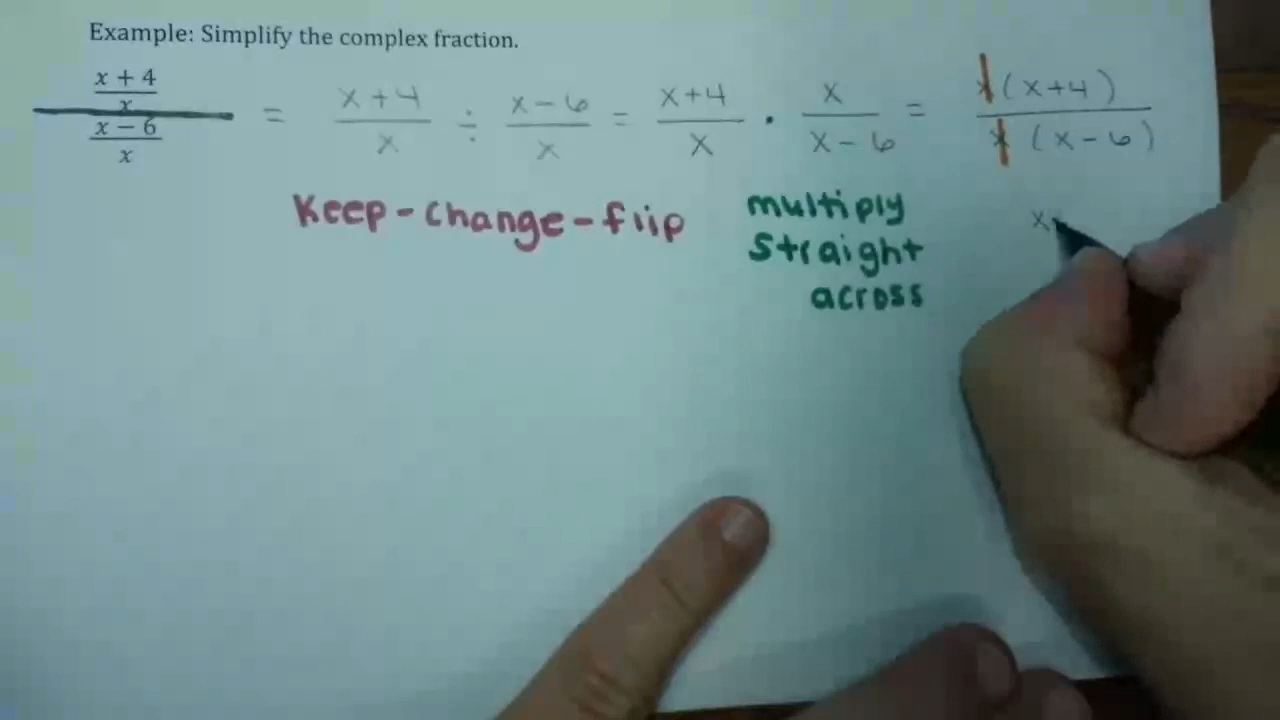 Example: Simplify the complex fraction.
x + 4 / x / x − 6 / x = x+4 / x ÷ x−6 / x = x+4 / x · x / x−6 = x(x+4) / x(x−6)
Keep-change-flip
multiply
straight
across
x